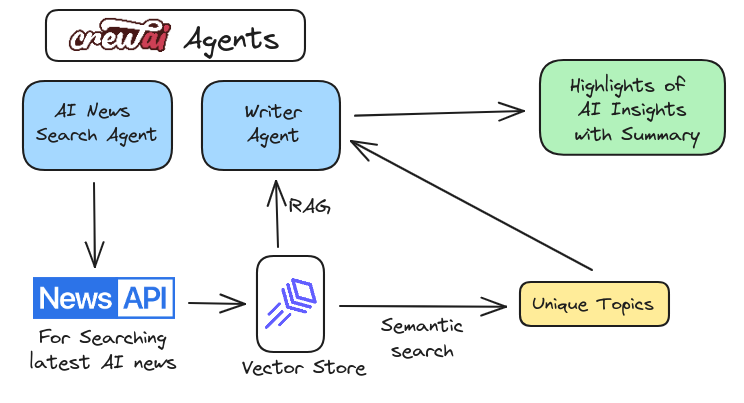 crewai Agents
AI News
Search Agent
Writer
Agent
Highlights of
AI Insights
with Summary
RAG
News API
For Searching
latest AI news
Vector Store
Semantic
search
Unique Topics